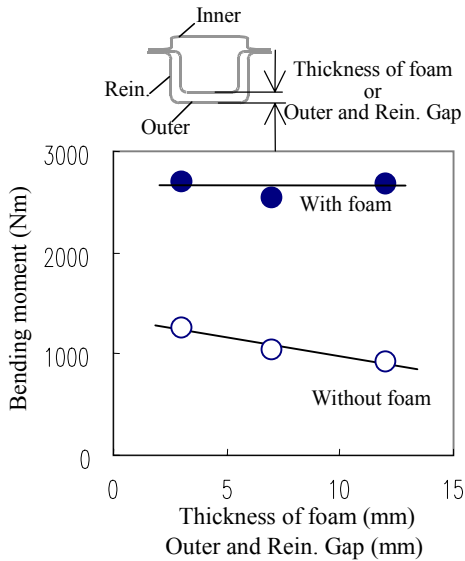 Inner
Thickness of foam
or
Outer and Rein. Gap
Rein.
Outer
3000
With foam
2000
1000
Without foam
0
Bending moment (Nm)
0 5 10 15
Thickness of foam (mm)
Outer and Rein. Gap (mm)